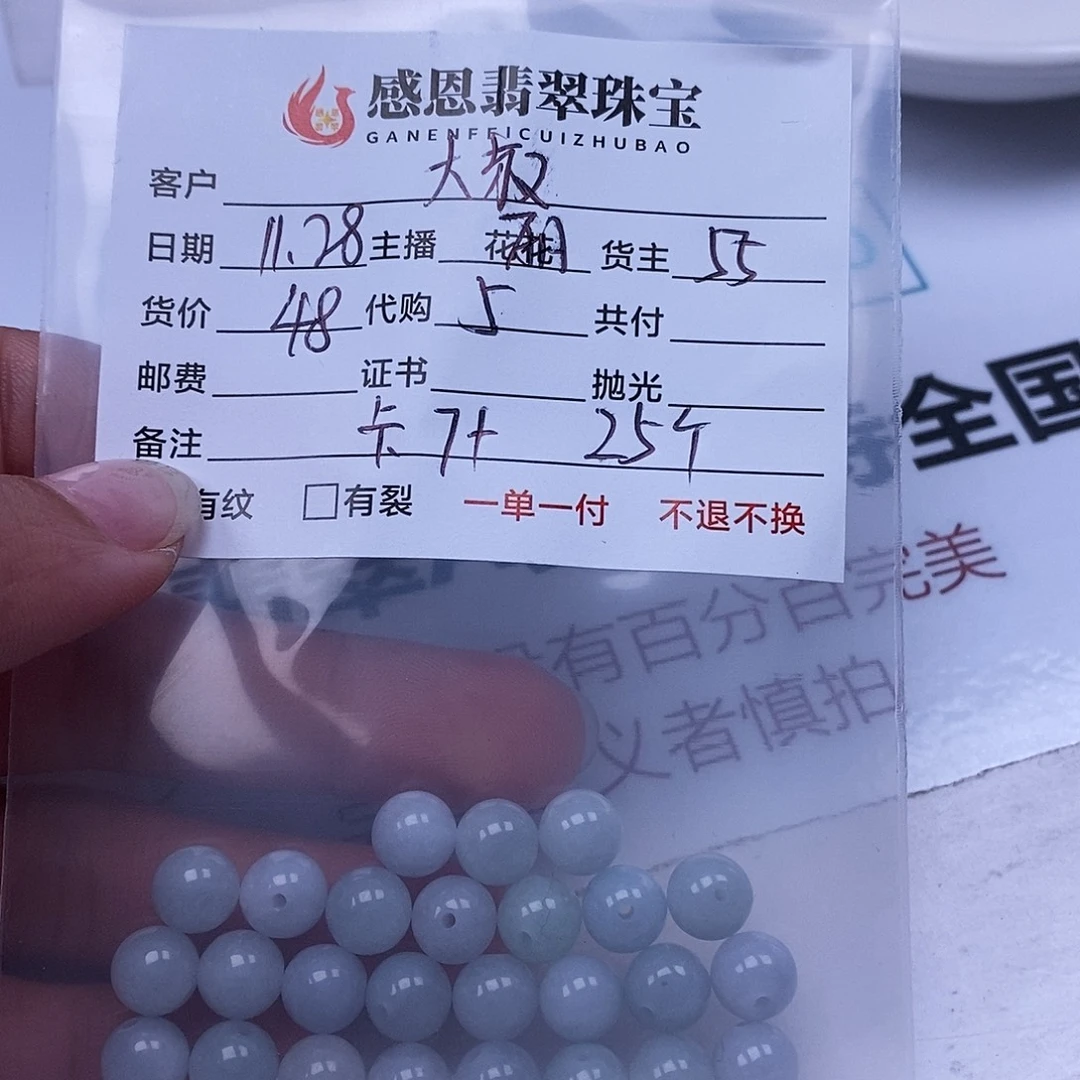 感恩翡翠珠宝
GANENFEICUIZHUBAO
客户 大叔
日期 11.28 主播 货主 55
货价 48 代购 5 共付
邮费 证书 抛光
备注 卡7+ 25个
有纹 □有裂 一单一付 不退不换
全国
没有百分百完美
义者慎拍